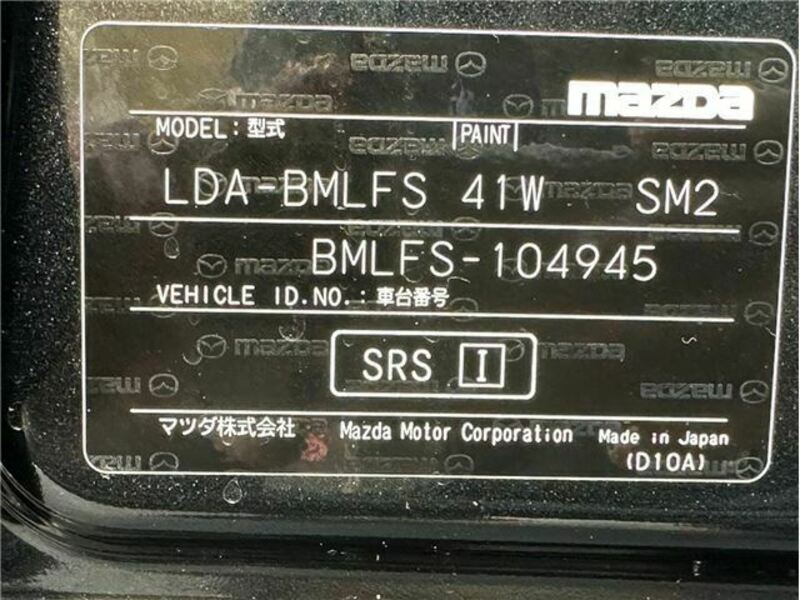 mazda
MODEL : 型式 PAINT
LDA-BMLFS 41W SM2
BMLFS-104945
VEHICLE ID.NO. : 車台番号
SRS I
マツダ株式会社 Mazda Motor Corporation Made in Japan
(D10A)